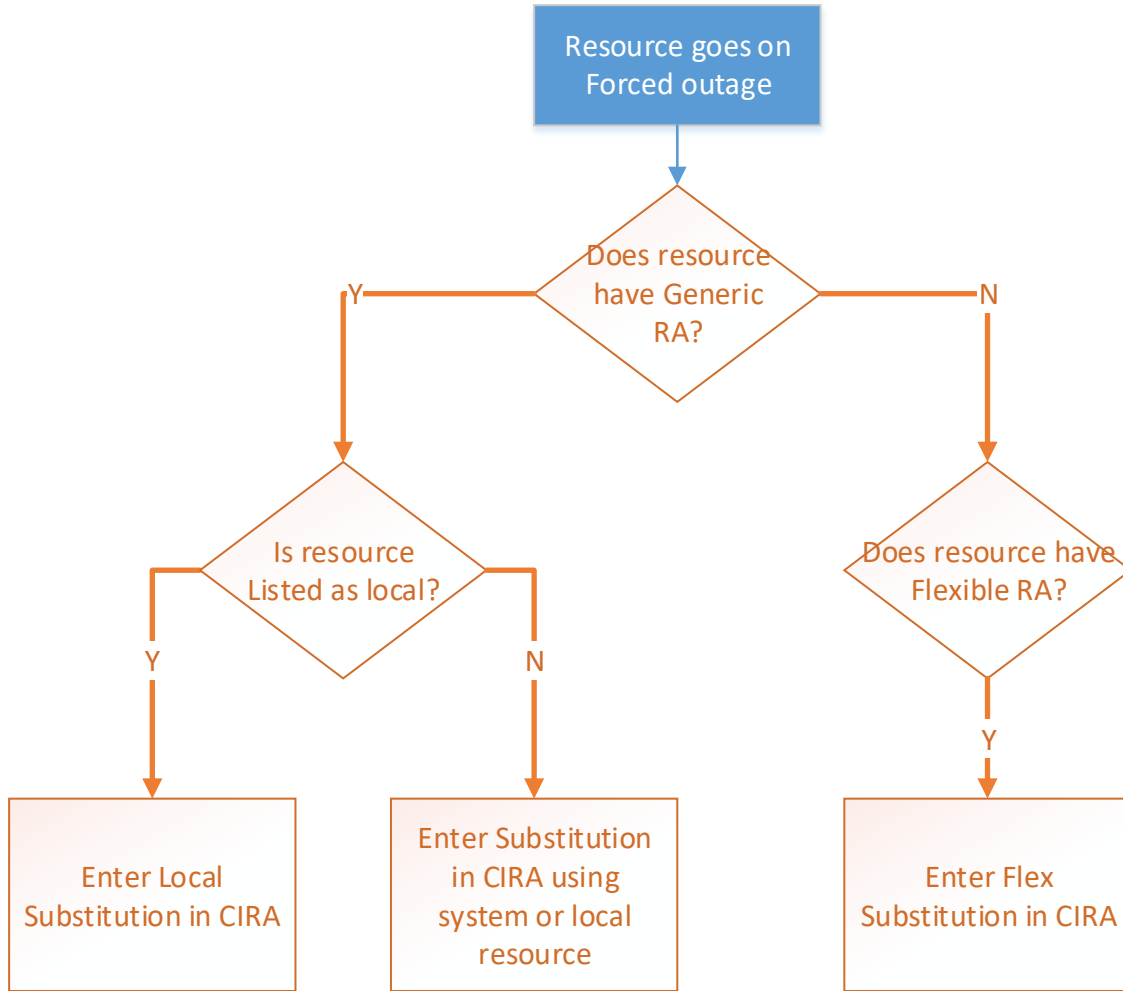 Resource goes on
Forced outage
Does resource
have Generic
RA?
Y
N
Is resource
Listed as local?
Does resource have
Flexible RA?
Y
N
Y
Enter Local
Substitution in CIRA
Enter Substitution
in CIRA using
system or local
resource
Enter Flex
Substitution in CIRA